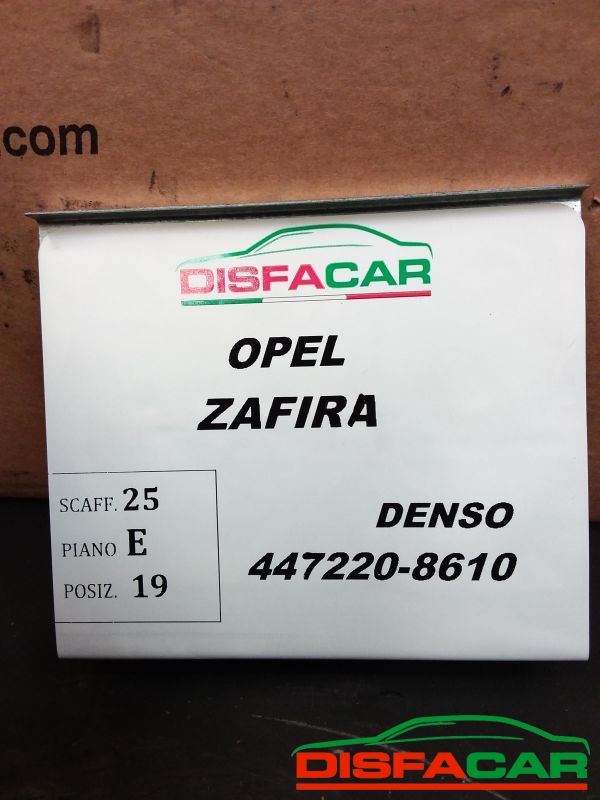 .com
DISFACAR
OPEL
ZAFIRA
SCAFF. 25
PIANO E
POSIZ. 19
DENSO
447220-8610
DISFACAR